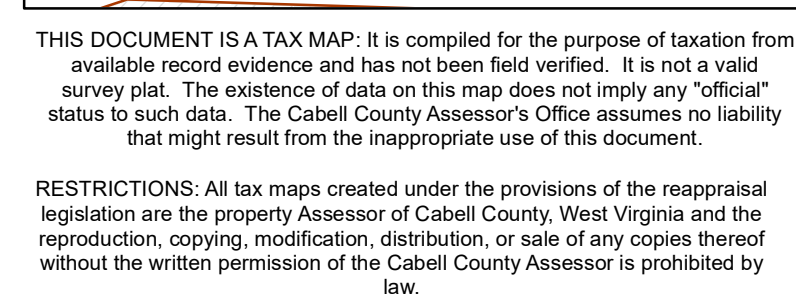 THIS DOCUMENT IS A TAX MAP: It is compiled for the purpose of taxation from
available record evidence and has not been field verified.  It is not a valid
survey plat.  The existence of data on this map does not imply any "official"
status to such data.  The Cabell County Assessor's Office assumes no liability
that might result from the inappropriate use of this document.
RESTRICTIONS: All tax maps created under the provisions of the reappraisal
legislation are the property Assessor of Cabell County, West Virginia and the
reproduction, copying, modification, distribution, or sale of any copies thereof
without the written permission of the Cabell County Assessor is prohibited by
law.